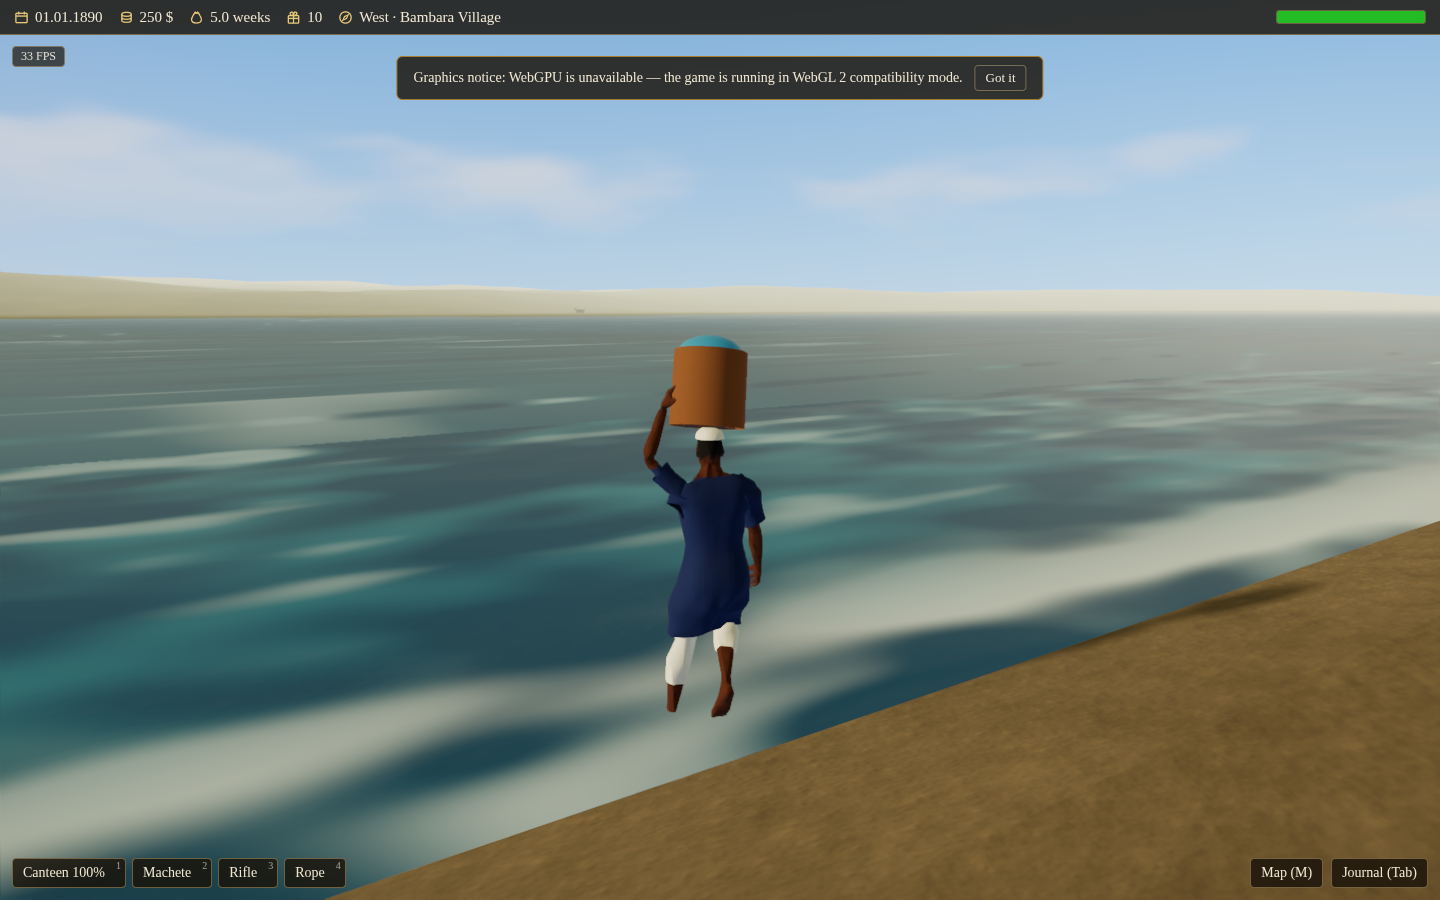 01.01.1890 250 $ 5.0 weeks 10 West · Bambara Village
33 FPS
Graphics notice: WebGPU is unavailable — the game is running in WebGL 2 compatibility mode. Got it
Canteen 100% 1 Machete 2 Rifle 3 Rope 4 Map (M) Journal (Tab)